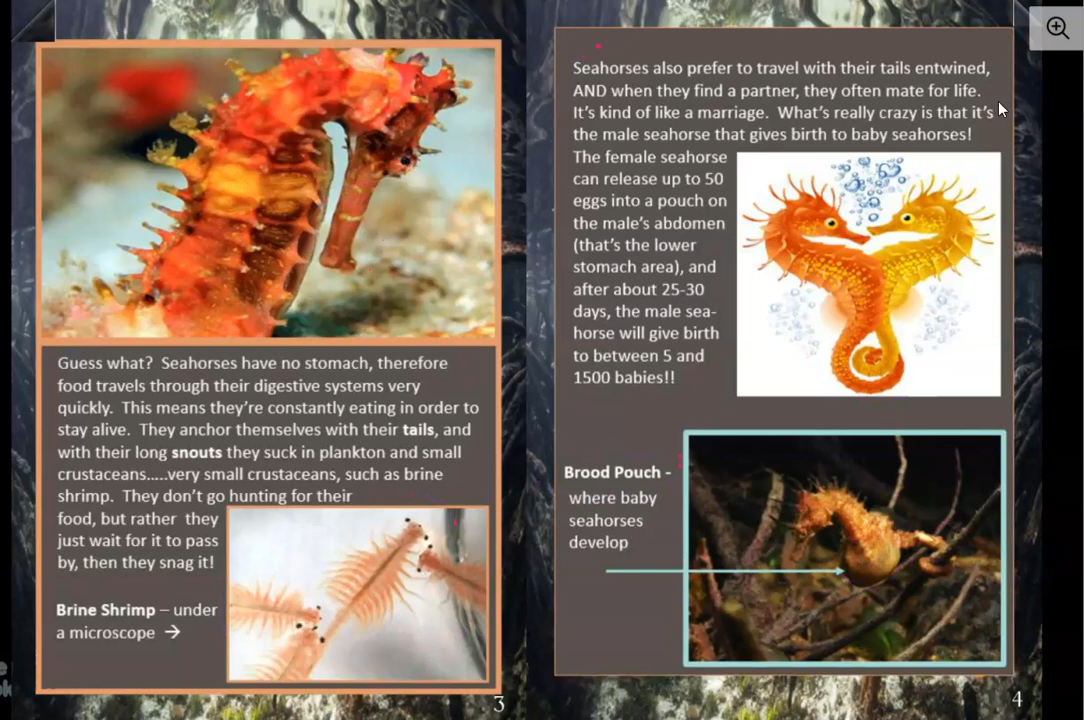 Guess what? Seahorses have no stomach, therefore
food travels through their digestive systems very
quickly. This means they're constantly eating in order to
stay alive. They anchor themselves with their tails, and
with their long snouts they suck in plankton and small
crustaceans.....very small crustaceans, such as brine
shrimp. They don't go hunting for their
food, but rather they
just wait for it to pass
by, then they snag it!
Brine Shrimp – under
a microscope →
3
Seahorses also prefer to travel with their tails entwined,
AND when they find a partner, they often mate for life.
It's kind of like a marriage. What's really crazy is that it's
the male seahorse that gives birth to baby seahorses!
The female seahorse
can release up to 50
eggs into a pouch on
the male's abdomen
(that's the lower
stomach area), and
after about 25-30
days, the male sea-
horse will give birth
to between 5 and
1500 babies!!
Brood Pouch -
where baby
seahorses
develop
4